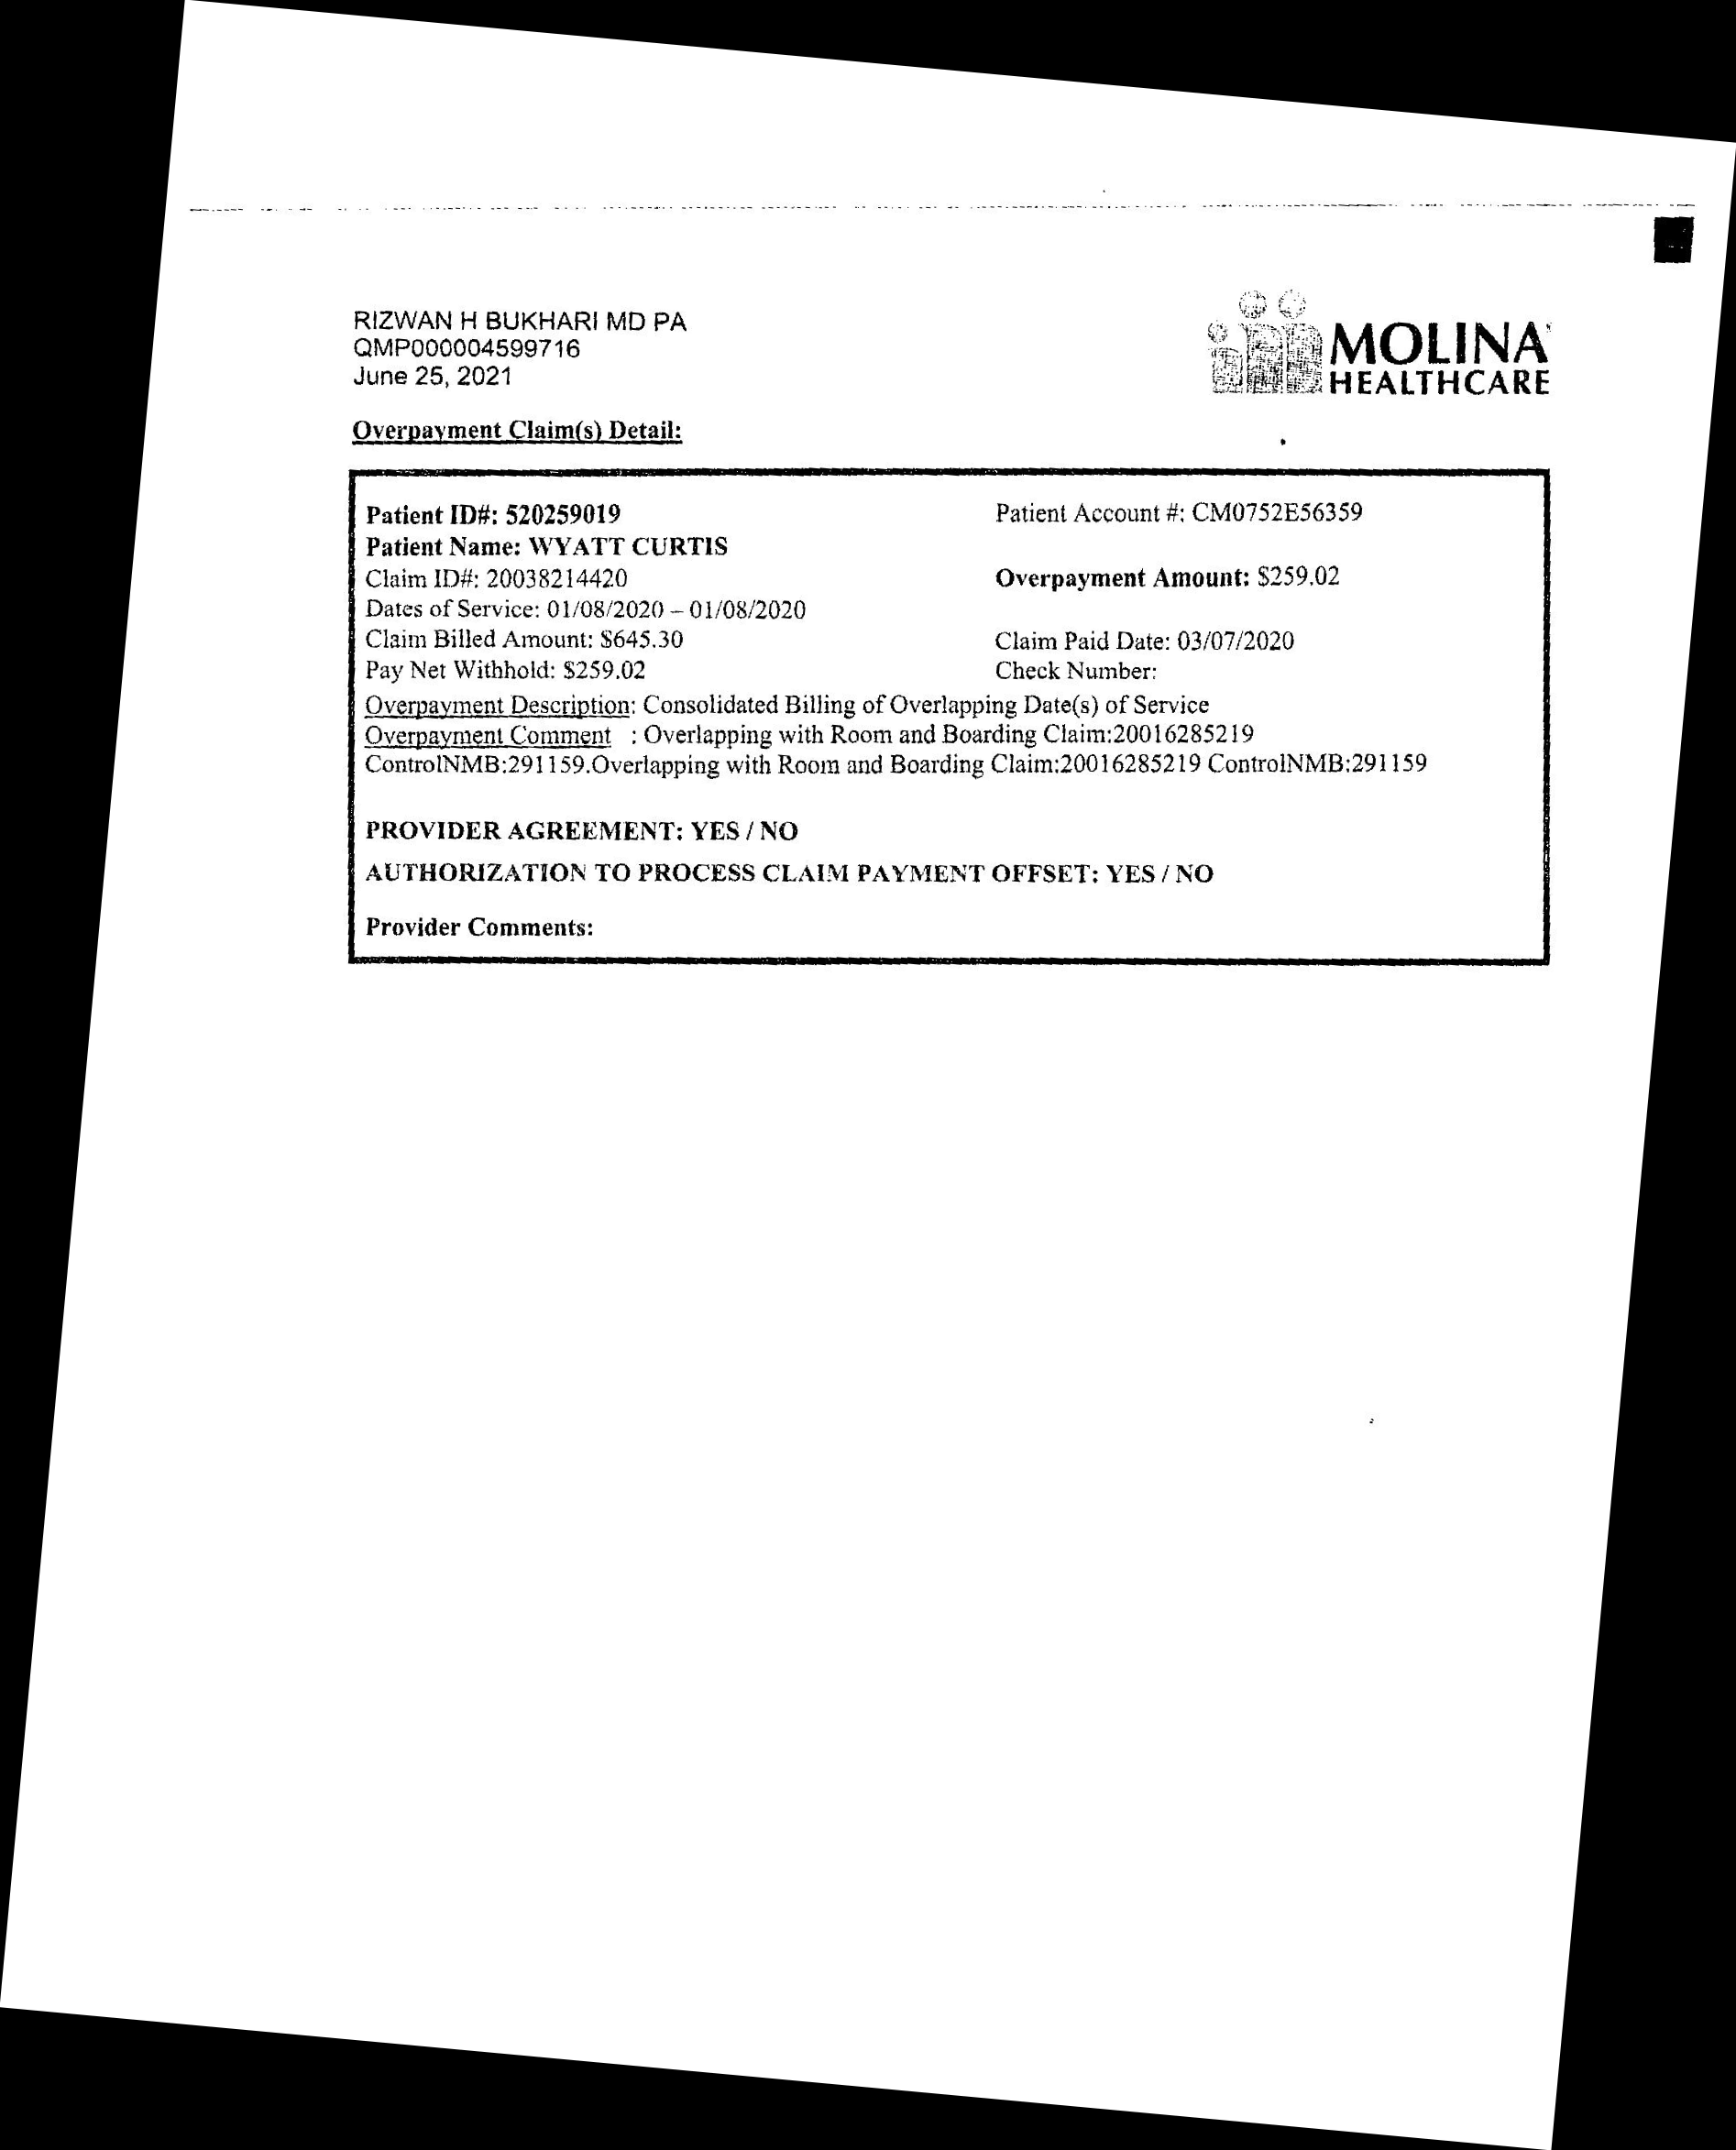 RIZWAN H BUKHARI MD PA
QMP000004599716
June 25, 2021
MOLINA
HEALTHCARE
Overpayment Claim(s) Detail:
Patient ID#: 520259019 Patient Account #: CM0752E56359
Patient Name: WYATT CURTIS
Claim ID#: 20038214420 Overpayment Amount: $259.02
Dates of Service: 01/08/2020 – 01/08/2020
Claim Billed Amount: $645.30 Claim Paid Date: 03/07/2020
Pay Net Withhold: $259.02 Check Number:
Overpayment Description: Consolidated Billing of Overlapping Date(s) of Service
Overpayment Comment : Overlapping with Room and Boarding Claim:20016285219
ControlNMB:291159.Overlapping with Room and Boarding Claim:20016285219 ControlNMB:291159
PROVIDER AGREEMENT: YES / NO
AUTHORIZATION TO PROCESS CLAIM PAYMENT OFFSET: YES / NO
Provider Comments: